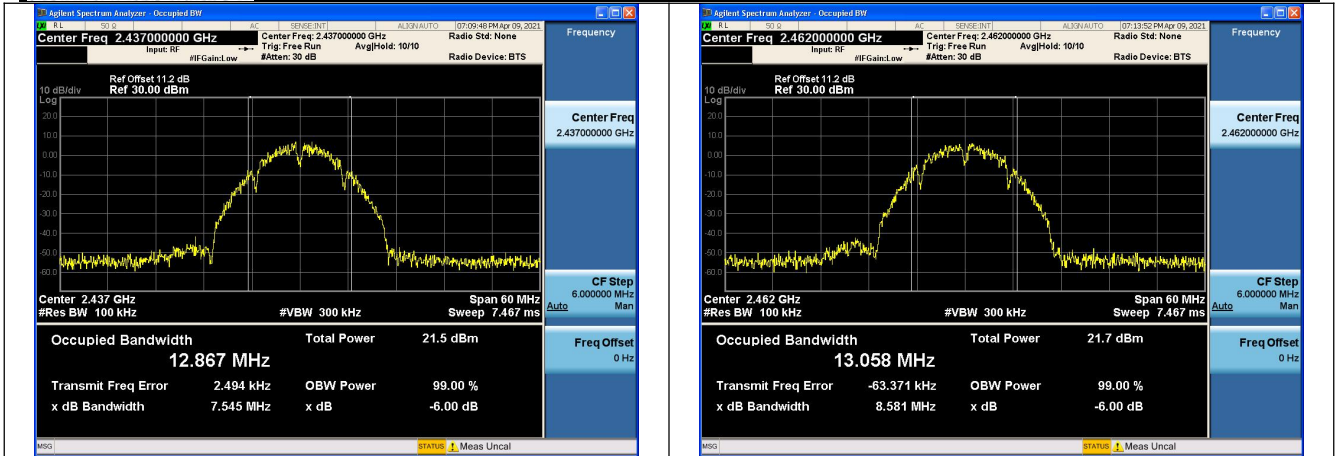 Agilent Spectrum Analyzer - Occupied BW
RL 50 Ω AC SENSE:INT ALIGN AUTO 07:09:48 PM Apr 09, 2021
Center Freq 2.437000000 GHz Center Freq: 2.437000000 GHz Radio Std: None Frequency
Input: RF Trig: Free Run Avg|Hold: 10/10
#IFGain:Low #Atten: 30 dB Radio Device: BTS
Ref Offset 11.2 dB
10 dB/div Ref 30.00 dBm
Log
20.0
10.0
0.00
-10.0
-20.0
-30.0
-40.0
-50.0
-60.0
Center Freq
2.437000000 GHz
Center 2.437 GHz Span 60 MHz
#Res BW 100 kHz #VBW 300 kHz Sweep 7.467 ms
CF Step
6.000000 MHz
Auto Man
Occupied Bandwidth Total Power 21.5 dBm
12.867 MHz
Freq Offset
0 Hz
Transmit Freq Error 2.494 kHz OBW Power 99.00 %
x dB Bandwidth 7.545 MHz x dB -6.00 dB
MSG STATUS Meas Uncal
Agilent Spectrum Analyzer - Occupied BW
RL 50 Ω AC SENSE:INT ALIGN AUTO 07:13:52 PM Apr 09, 2021
Center Freq 2.462000000 GHz Center Freq: 2.462000000 GHz Radio Std: None Frequency
Input: RF Trig: Free Run Avg|Hold: 10/10
#IFGain:Low #Atten: 30 dB Radio Device: BTS
Ref Offset 11.2 dB
10 dB/div Ref 30.00 dBm
Log
20.0
10.0
0.00
-10.0
-20.0
-30.0
-40.0
-50.0
-60.0
Center Freq
2.462000000 GHz
Center 2.462 GHz Span 60 MHz
#Res BW 100 kHz #VBW 300 kHz Sweep 7.467 ms
CF Step
6.000000 MHz
Auto Man
Occupied Bandwidth Total Power 21.7 dBm
13.058 MHz
Freq Offset
0 Hz
Transmit Freq Error -63.371 kHz OBW Power 99.00 %
x dB Bandwidth 8.581 MHz x dB -6.00 dB
MSG STATUS Meas Uncal